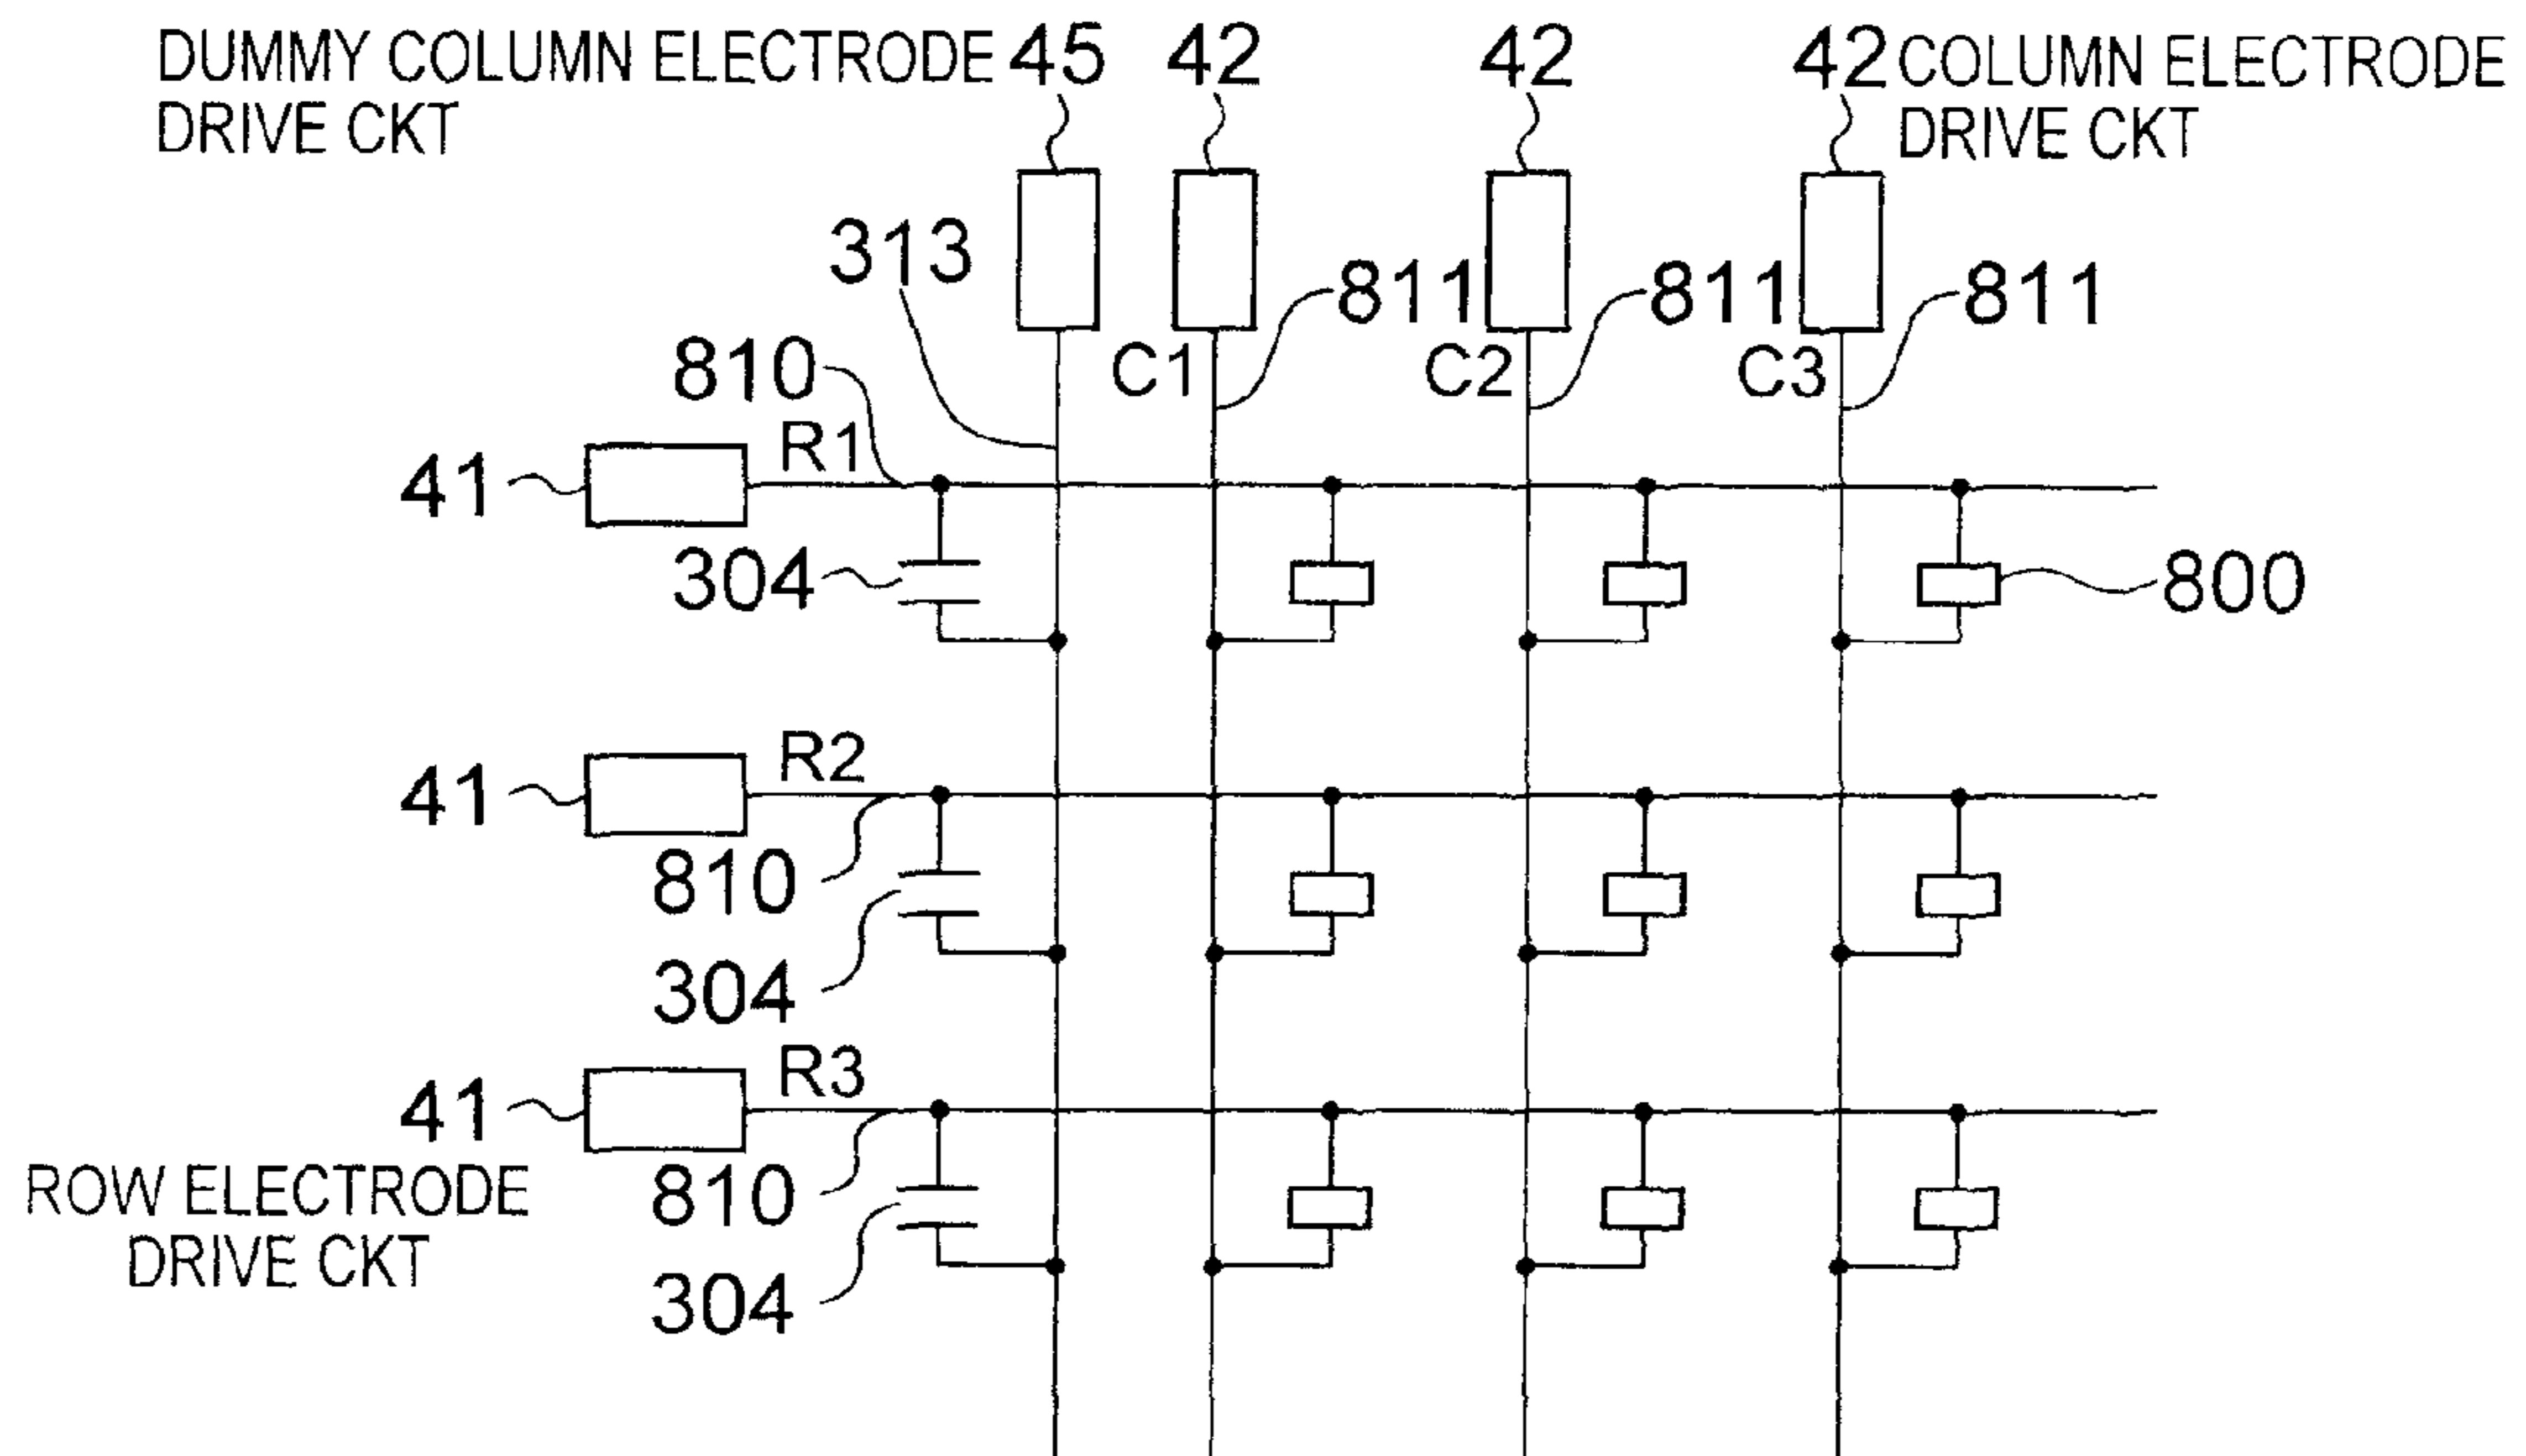 DUMMY COLUMN ELECTRODE 45 42 42 42 COLUMN ELECTRODE
DRIVE CKT DRIVE CKT
313
811 811 811
810 C1 C2 C3
R1
41
304 800
R2
41
810
304
R3
41
810
ROW ELECTRODE
DRIVE CKT
304